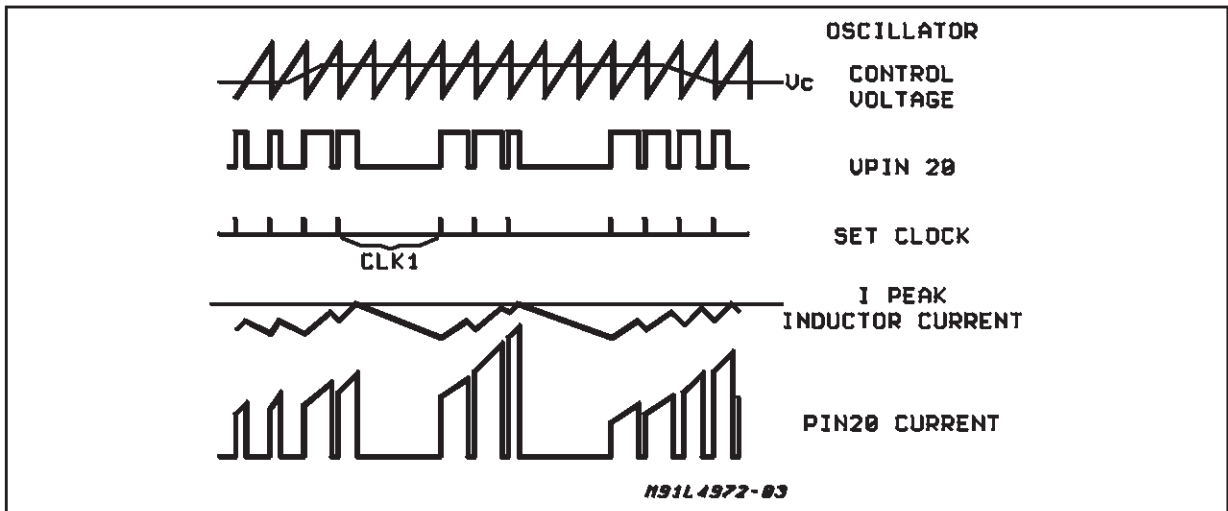 OSCILLATOR
Vc
CONTROL
VOLTAGE
VPIN 20
SET CLOCK
CLK1
I PEAK
INDUCTOR CURRENT
PIN20 CURRENT
M91L4972-03